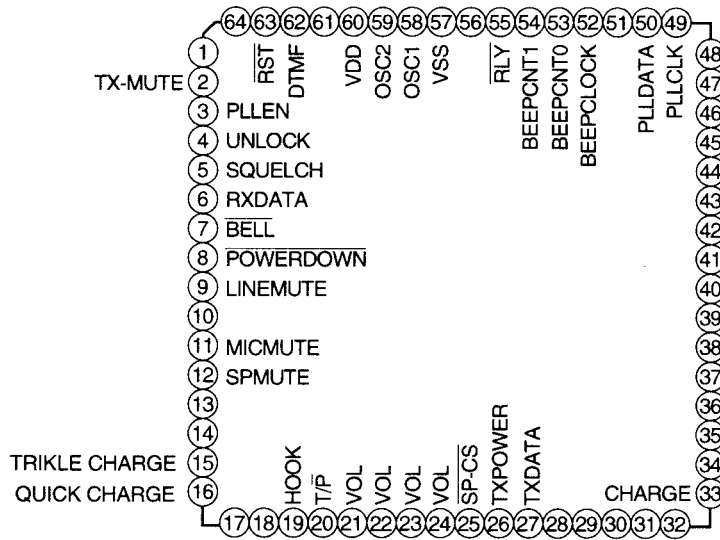 64 63 62 61 60 59 58 57 56 55 54 53 52 51 50 49
RST
DTMF
VDD
OSC2
OSC1
VSS
RLY
BEEPCNT1
BEEPCNT0
BEEPCLOCK
PLLDATA
PLLCLK
1
TX-MUTE 2
3 PLLEN
4 UNLOCK
5 SQUELCH
6 RXDATA
7 BELL
8 POWERDOWN
9 LINEMUTE
10
11 MICMUTE
12 SPMUTE
13
14
TRIKLE CHARGE 15
QUICK CHARGE 16
48
47
46
45
44
43
42
41
40
39
38
37
36
35
34
CHARGE 33
HOOK
T/P
VOL
VOL
VOL
VOL
SP-CS
TXPOWER
TXDATA
17 18 19 20 21 22 23 24 25 26 27 28 29 30 31 32